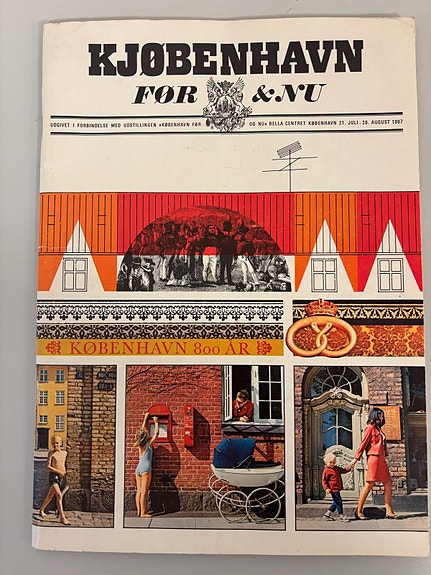 KJØBENHAVN
FØR & NU
UDGIVET I FORBINDELSE MED UDSTILLINGEN »KØBENHAVN FØR OG NU« BELLA CENTRET KØBENHAVN 21. JULI - 20. AUGUST 1967
KØBENHAVN 800 ÅR